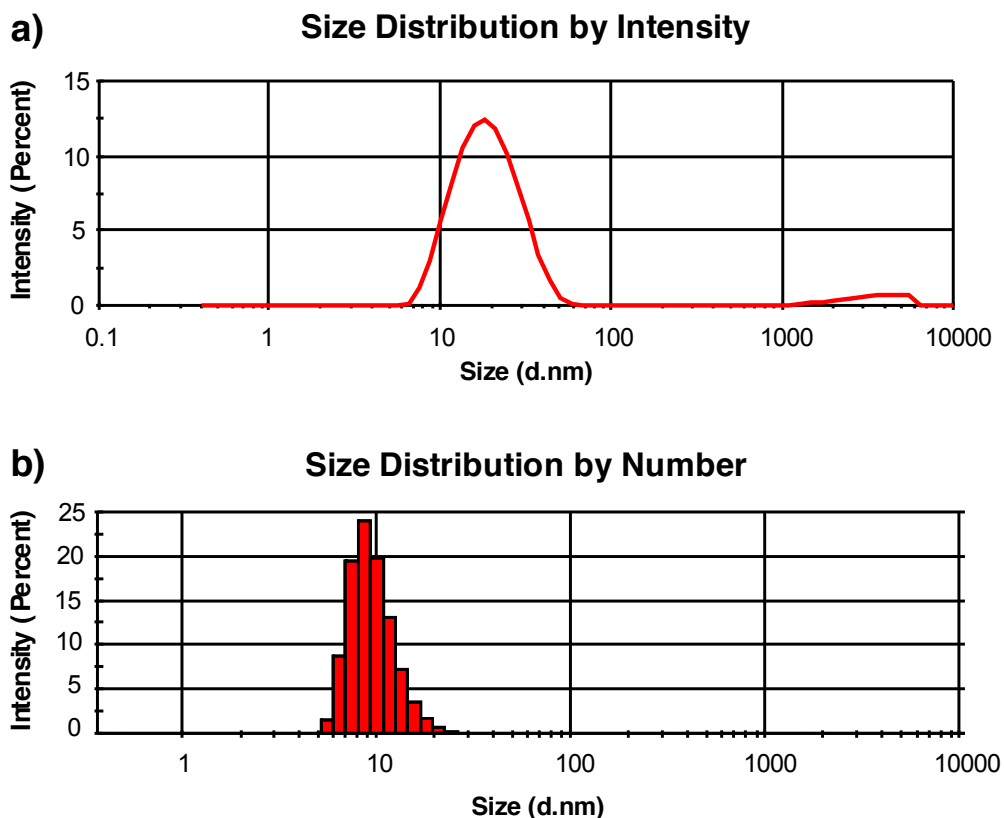 a)
Size Distribution by Intensity
Intensity (Percent)
15
10
5
0
0.1 1 10 100 1000 10000
Size (d.nm)
b)
Size Distribution by Number
Intensity (Percent)
25
20
15
10
5
0
1 10 100 1000 10000
Size (d.nm)